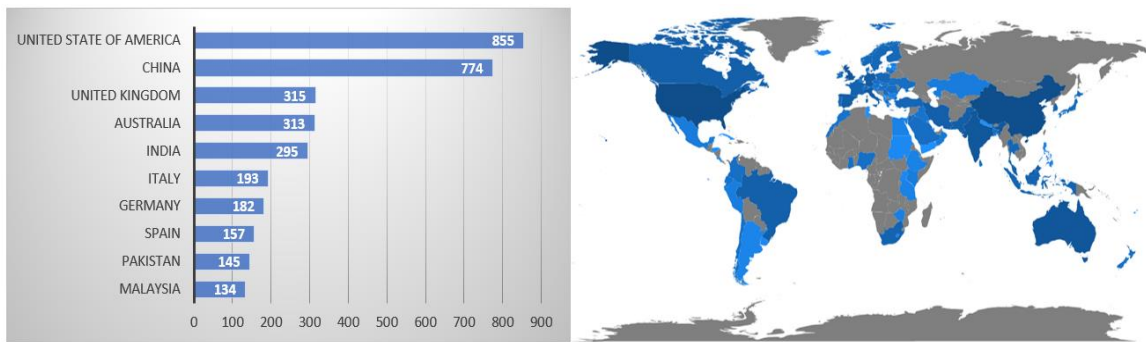 UNITED STATE OF AMERICA 855
CHINA 774
UNITED KINGDOM 315
AUSTRALIA 313
INDIA 295
ITALY 193
GERMANY 182
SPAIN 157
PAKISTAN 145
MALAYSIA 134
0 100 200 300 400 500 600 700 800 900